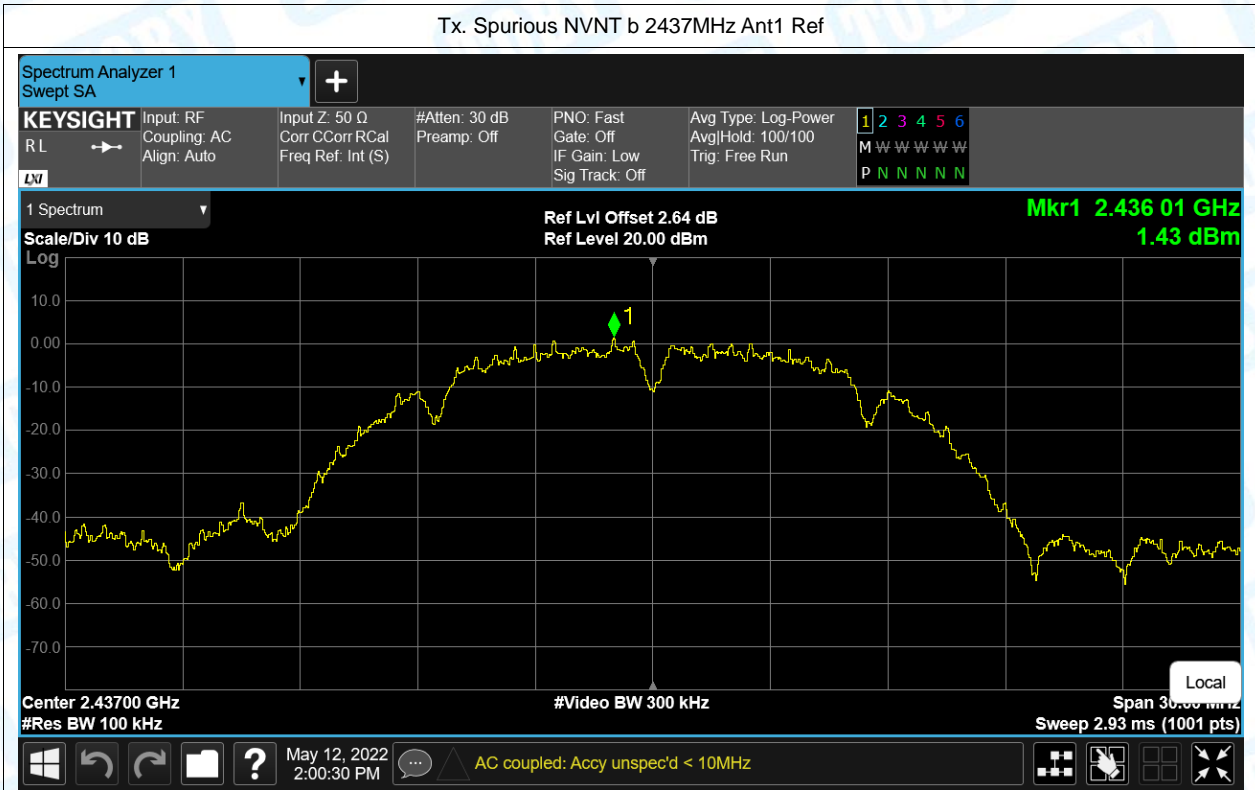 Tx. Spurious NVNT b 2437MHz Ant1 Ref
Spectrum Analyzer 1
Swept SA
KEYSIGHT
R L
LXI
Input: RF
Coupling: AC
Align: Auto
Input Z: 50 Ω
Corr CCorr RCal
Freq Ref: Int (S)
#Atten: 30 dB
Preamp: Off
PNO: Fast
Gate: Off
IF Gain: Low
Sig Track: Off
Avg Type: Log-Power
Avg|Hold: 100/100
Trig: Free Run
1 2 3 4 5 6
M W W W W W
P N N N N N
1 Spectrum
Scale/Div 10 dB
Ref Lvl Offset 2.64 dB
Ref Level 20.00 dBm
Mkr1 2.436 01 GHz
1.43 dBm
Log
10.0
0.00
-10.0
-20.0
-30.0
-40.0
-50.0
-60.0
-70.0
1
Center 2.43700 GHz
#Res BW 100 kHz
#Video BW 300 kHz
Local
Span 30.00 MHz
Sweep 2.93 ms (1001 pts)
?
May 12, 2022
2:00:30 PM
AC coupled: Accy unspec'd < 10MHz